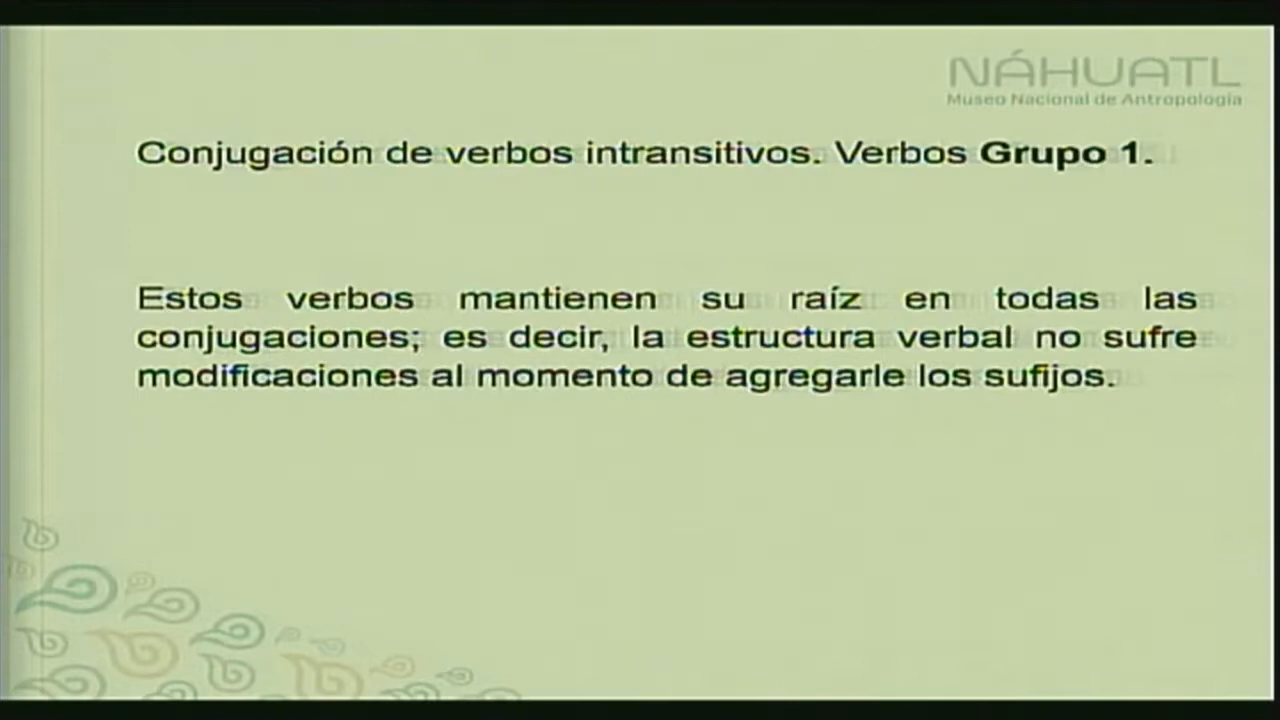 NÁHUATL
Museo Nacional de Antropología
Conjugación de verbos intransitivos. Verbos Grupo 1.
Estos verbos mantienen su raíz en todas las
conjugaciones; es decir, la estructura verbal no sufre
modificaciones al momento de agregarle los sufijos.